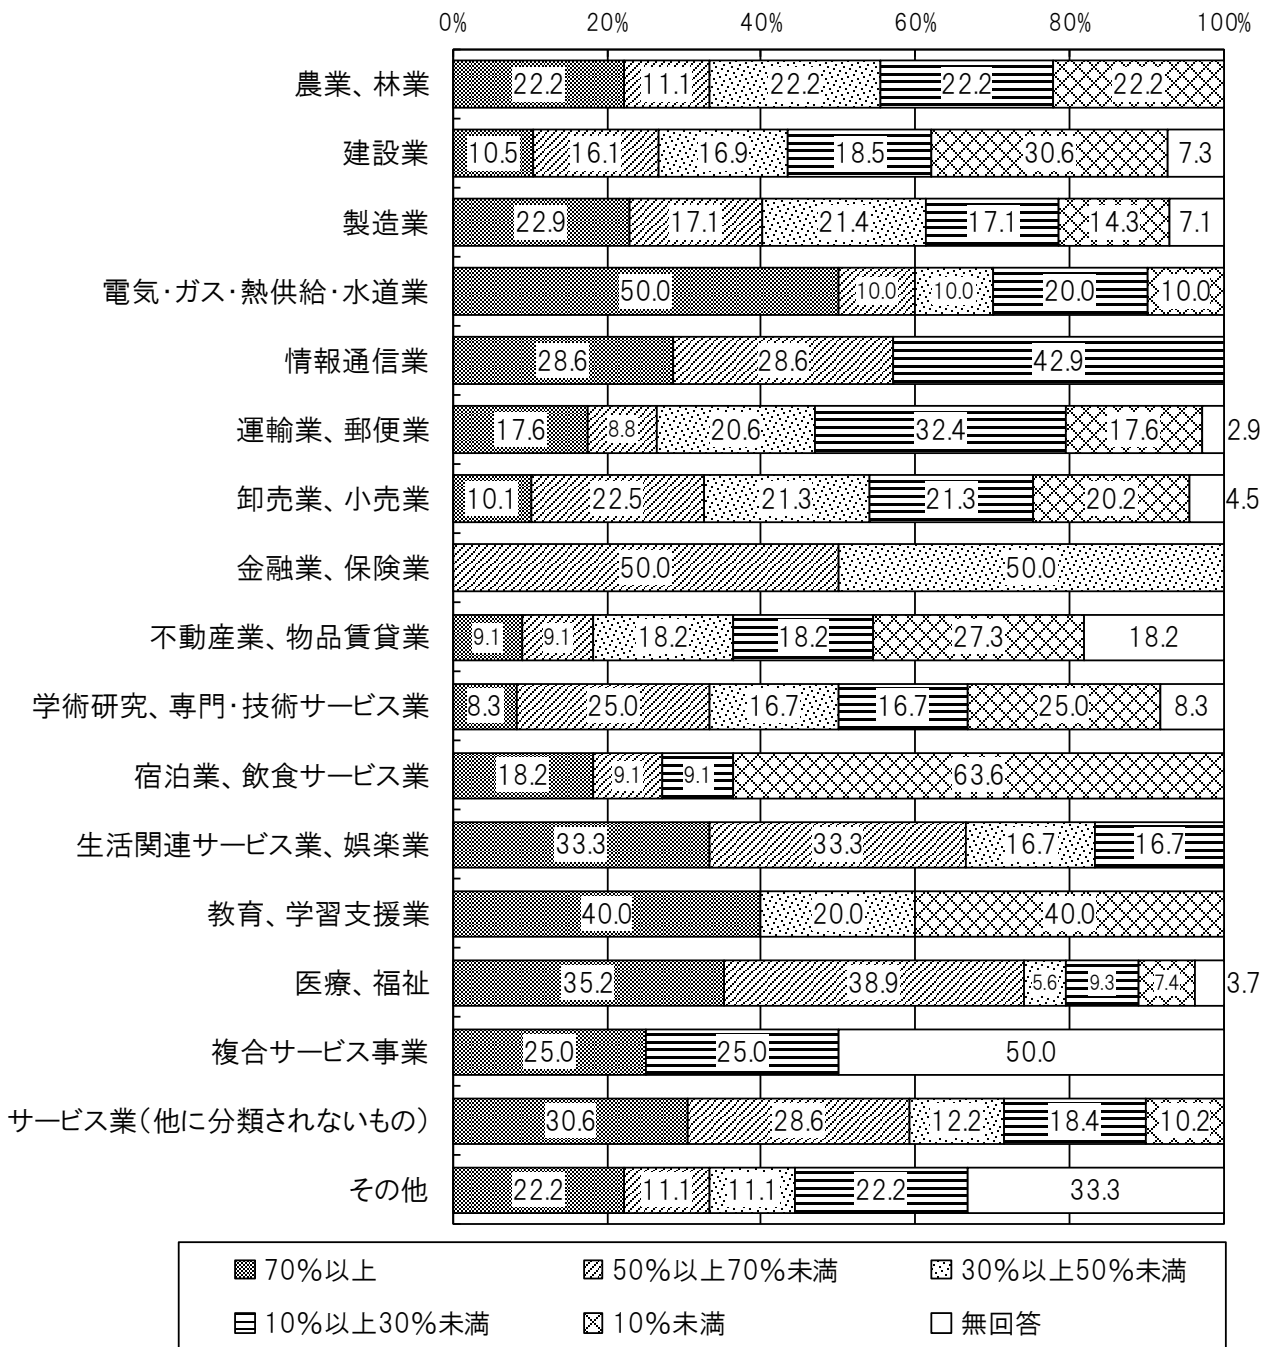 0% 20% 40% 60% 80% 100%
農業、林業 22.2 11.1 22.2 22.2 22.2
建設業 10.5 16.1 16.9 18.5 30.6 7.3
製造業 22.9 17.1 21.4 17.1 14.3 7.1
電気･ガス･熱供給･水道業 50.0 10.0 10.0 20.0 10.0
情報通信業 28.6 28.6 42.9
運輸業、郵便業 17.6 8.8 20.6 32.4 17.6 2.9
卸売業、小売業 10.1 22.5 21.3 21.3 20.2 4.5
金融業、保険業 50.0 50.0
不動産業、物品賃貸業 9.1 9.1 18.2 18.2 27.3 18.2
学術研究、専門･技術サービス業 8.3 25.0 16.7 16.7 25.0 8.3
宿泊業、飲食サービス業 18.2 9.1 9.1 63.6
生活関連サービス業、娯楽業 33.3 33.3 16.7 16.7
教育、学習支援業 40.0 20.0 40.0
医療、福祉 35.2 38.9 5.6 9.3 7.4 3.7
複合サービス事業 25.0 25.0 50.0
サービス業(他に分類されないもの) 30.6 28.6 12.2 18.4 10.2
その他 22.2 11.1 11.1 22.2 33.3
70%以上 50%以上70%未満 30%以上50%未満
10%以上30%未満 10%未満 無回答